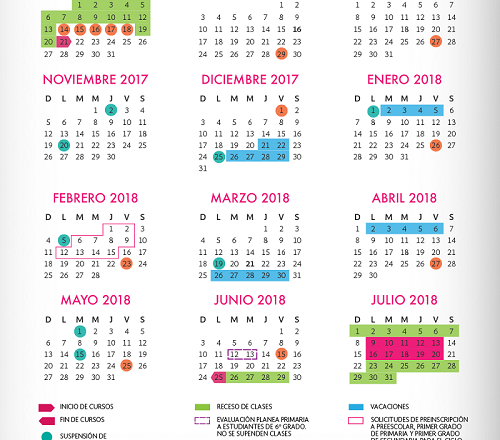 1 2 3 4 5 1 2 1 2 3 4 5 6 7
6 7 8 9 10 11 12 3 4 5 6 7 8 9 8 9 10 11 12 13 14
13 14 15 16 17 18 19 10 11 12 13 14 15 16 15 16 17 18 19 20 21
20 21 22 23 24 25 26 17 18 19 20 21 22 23 22 23 24 25 26 27 28
27 28 29 30 31 24 25 26 27 28 29 30 29 30 31
NOVIEMBRE 2017 DICIEMBRE 2017 ENERO 2018
D L M M J V S D L M M J V S D L M M J V S
1 2 3 4 1 2 1 2 3 4 5 6
5 6 7 8 9 10 11 3 4 5 6 7 8 9 7 8 9 10 11 12 13
12 13 14 15 16 17 18 10 11 12 13 14 15 16 14 15 16 17 18 19 20
19 20 21 22 23 24 25 17 18 19 20 21 22 23 21 22 23 24 25 26 27
26 27 28 29 30 24 25 26 27 28 29 30 28 29 30 31
31
FEBRERO 2018 MARZO 2018 ABRIL 2018
D L M M J V S D L M M J V S D L M M J V S
1 2 3 1 2 3 1 2 3 4 5 6 7
4 5 6 7 8 9 10 4 5 6 7 8 9 10 8 9 10 11 12 13 14
11 12 13 14 15 16 17 11 12 13 14 15 16 17 15 16 17 18 19 20 21
18 19 20 21 22 23 24 18 19 20 21 22 23 24 22 23 24 25 26 27 28
25 26 27 28 25 26 27 28 29 30 31 29 30
MAYO 2018 JUNIO 2018 JULIO 2018
D L M M J V S D L M M J V S D L M M J V S
1 2 3 4 5 1 2 1 2 3 4 5 6 7
6 7 8 9 10 11 12 3 4 5 6 7 8 9 8 9 10 11 12 13 14
13 14 15 16 17 18 19 10 11 12 13 14 15 16 15 16 17 18 19 20 21
20 21 22 23 24 25 26 17 18 19 20 21 22 23 22 23 24 25 26 27 28
27 28 29 30 31 24 25 26 27 28 29 30 29 30 31
INICIO DE CURSOS
FIN DE CURSOS
SUSPENSIÓN DE
RECESO DE CLASES
EVALUACIÓN PLANEA PRIMARIA
A ESTUDIANTES DE 6º GRADO.
NO SE SUPENDEN CLASES
VACACIONES
SOLICITUDES DE PREINSCRIPCIÓN
A PREESCOLAR, PRIMER GRADO
DE PRIMARIA Y PRIMER GRADO
DE SECUNDARIA PARA EL CICLO